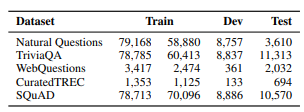 Dataset Train Dev Test
Natural Questions 79,168 58,880 8,757 3,610
TriviaQA 78,785 60,413 8,837 11,313
WebQuestions 3,417 2,474 361 2,032
CuratedTREC 1,353 1,125 133 694
SQuAD 78,713 70,096 8,886 10,570